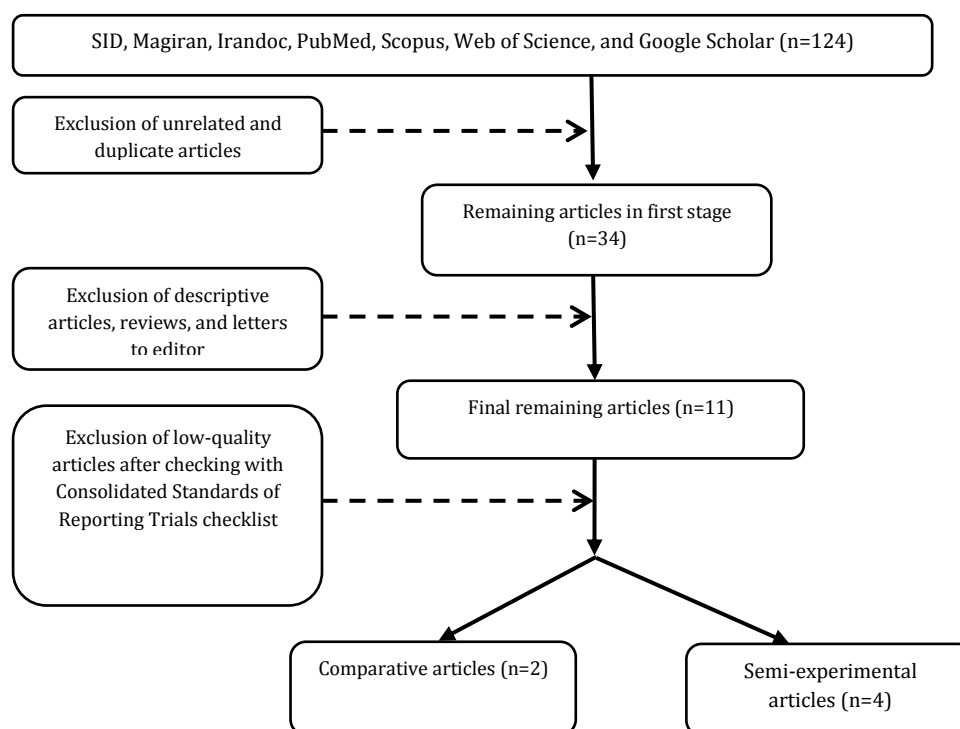 SID, Magiran, Irandoc, PubMed, Scopus, Web of Science, and Google Scholar (n=124)
Exclusion of unrelated and
duplicate articles
Remaining articles in first stage
(n=34)
Exclusion of descriptive
articles, reviews, and letters
to editor
Final remaining articles (n=11)
Exclusion of low-quality
articles after checking with
Consolidated Standards of
Reporting Trials checklist
Comparative articles (n=2)
Semi-experimental
articles (n=4)